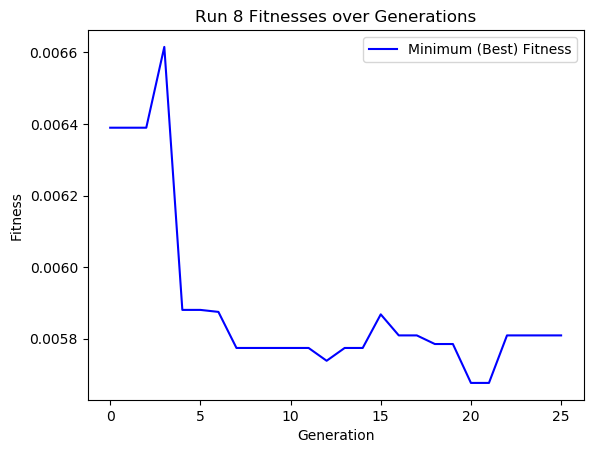 Run 8 Fitnesses over Generations
Minimum (Best) Fitness
0.0066
0.0064
0.0062
0.0060
0.0058
Fitness
0 5 10 15 20 25
Generation